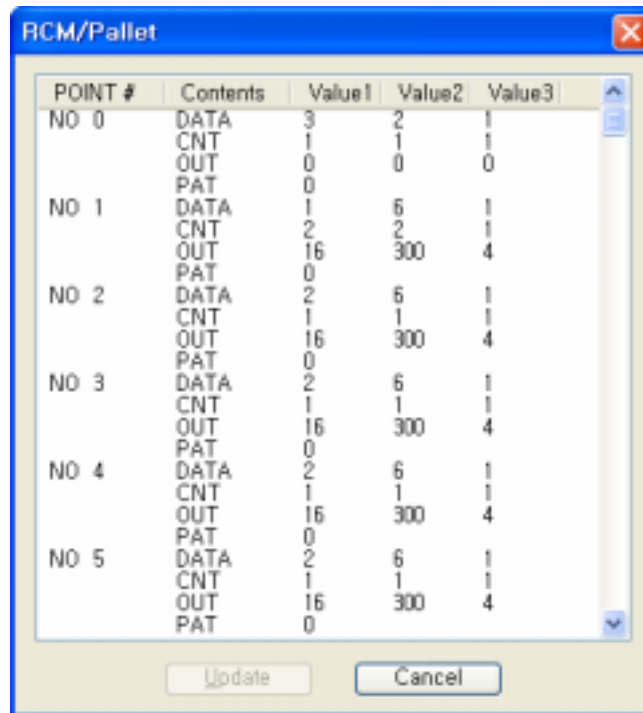 RCM/Pallet
POINT # Contents Value1 Value2 Value3
NO 0 DATA 3 2 1
CNT 1 1 1
OUT 0 0 0
PAT 0
NO 1 DATA 1 6 1
CNT 2 2 1
OUT 16 300 4
PAT 0
NO 2 DATA 2 6 1
CNT 1 1 1
OUT 16 300 4
PAT 0
NO 3 DATA 2 6 1
CNT 1 1 1
OUT 16 300 4
PAT 0
NO 4 DATA 2 6 1
CNT 1 1 1
OUT 16 300 4
PAT 0
NO 5 DATA 2 6 1
CNT 1 1 1
OUT 16 300 4
PAT 0
Update Cancel